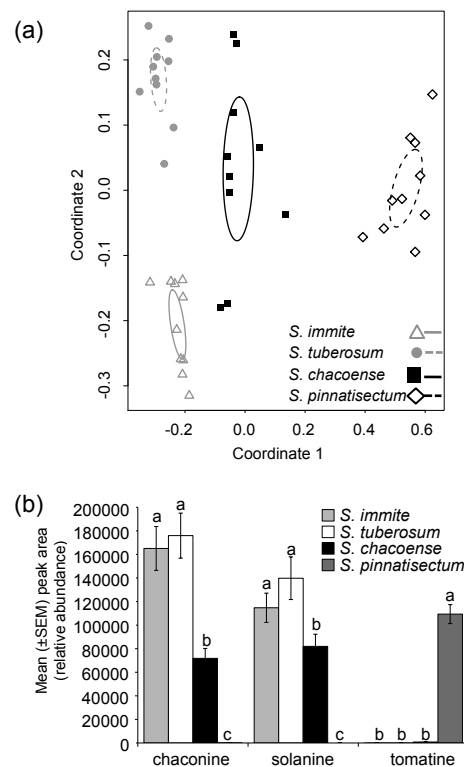 (a)
Coordinate 2
0.2
0.1
0.0
-0.1
-0.2
-0.3
S. immite
S. tuberosum
S. chacoense
S. pinnatisectum
-0.2 0.0 0.2 0.4 0.6
Coordinate 1
(b)
Mean (±SEM) peak area
(relative abundance)
200000
180000
160000
140000
120000
100000
80000
60000
40000
20000
0
S. immite
S. tuberosum
S. chacoense
S. pinnatisectum
a a b c
a a b c
b b b a
chaconine solanine tomatine